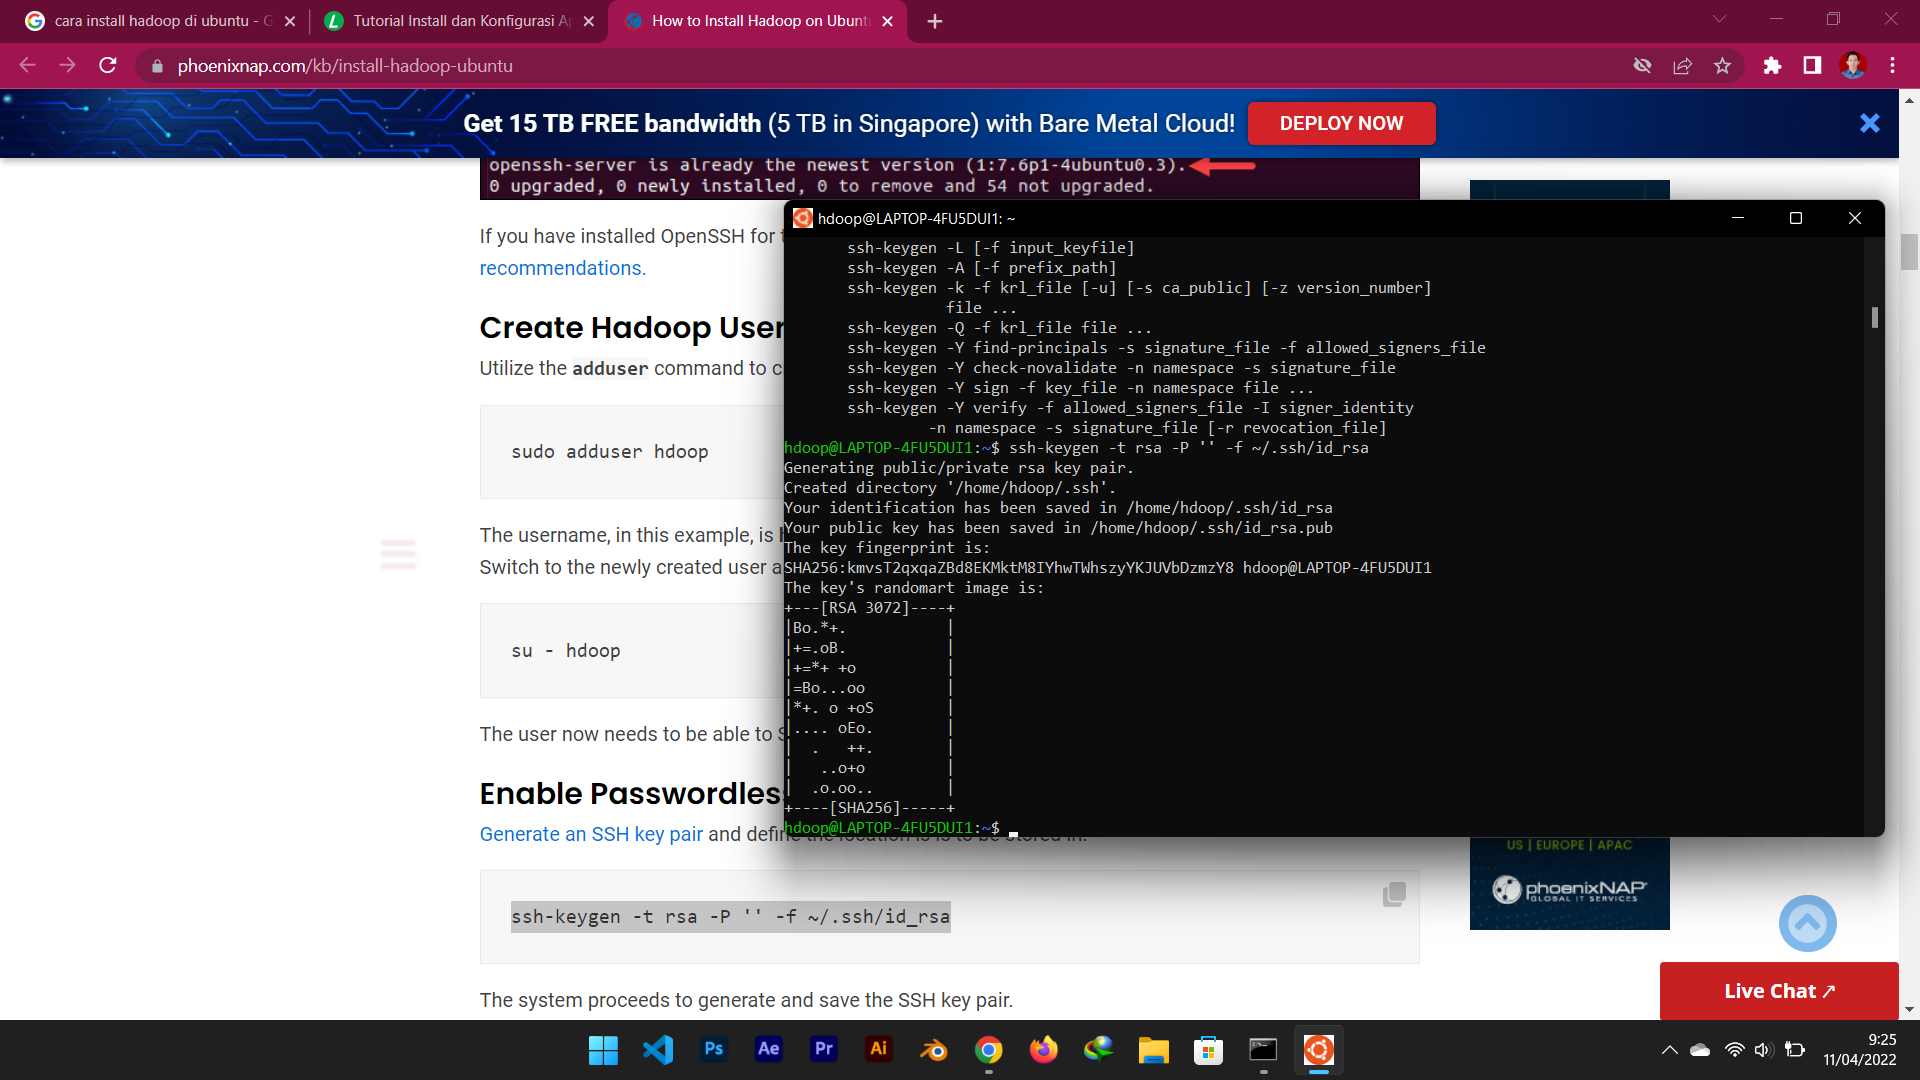 cara install hadoop di ubuntu - G
Tutorial Install dan Konfigurasi Ap
How to Install Hadoop on Ubuntu
phoenixnap.com/kb/install-hadoop-ubuntu
Get 15 TB FREE bandwidth (5 TB in Singapore) with Bare Metal Cloud!
DEPLOY NOW
openssh-server is already the newest version (1:7.6p1-4ubuntu0.3).
0 upgraded, 0 newly installed, 0 to remove and 54 not upgraded.
If you have installed OpenSSH for
recommendations.
Create Hadoop User
Utilize the adduser command to c
sudo adduser hdoop
The username, in this example, is
Switch to the newly created user a
su - hdoop
The user now needs to be able to S
Enable Passwordles
Generate an SSH key pair and define the location is is to be stored in:
ssh-keygen -t rsa -P '' -f ~/.ssh/id_rsa
The system proceeds to generate and save the SSH key pair.
hdoop@LAPTOP-4FU5DUI1: ~
ssh-keygen -L [-f input_keyfile]
ssh-keygen -A [-f prefix_path]
ssh-keygen -k -f krl_file [-u] [-s ca_public] [-z version_number]
file ...
ssh-keygen -Q -f krl_file file ...
ssh-keygen -Y find-principals -s signature_file -f allowed_signers_file
ssh-keygen -Y check-novalidate -n namespace -s signature_file
ssh-keygen -Y sign -f key_file -n namespace file ...
ssh-keygen -Y verify -f allowed_signers_file -I signer_identity
-n namespace -s signature_file [-r revocation_file]
hdoop@LAPTOP-4FU5DUI1:~$ ssh-keygen -t rsa -P '' -f ~/.ssh/id_rsa
Generating public/private rsa key pair.
Created directory '/home/hdoop/.ssh'.
Your identification has been saved in /home/hdoop/.ssh/id_rsa
Your public key has been saved in /home/hdoop/.ssh/id_rsa.pub
The key fingerprint is:
SHA256:kmvsT2qxqaZBd8EKMktM8IYhwTWhszyYKJUVbDzmzY8 hdoop@LAPTOP-4FU5DUI1
The key's randomart image is:
+---[RSA 3072]----+
|Bo.*+.           |
|+=.oB.           |
|+=*+ +o          |
|=Bo...oo         |
|*+. o +oS        |
|.... oEo.        |
|  .   ++.        |
|   ..o+o         |
|  .o.oo..        |
+----[SHA256]-----+
hdoop@LAPTOP-4FU5DUI1:~$
US | EUROPE | APAC
phoenixNAP
GLOBAL IT SERVICES
Live Chat ↗
Ps
Ae
Pr
Ai
9:25
11/04/2022